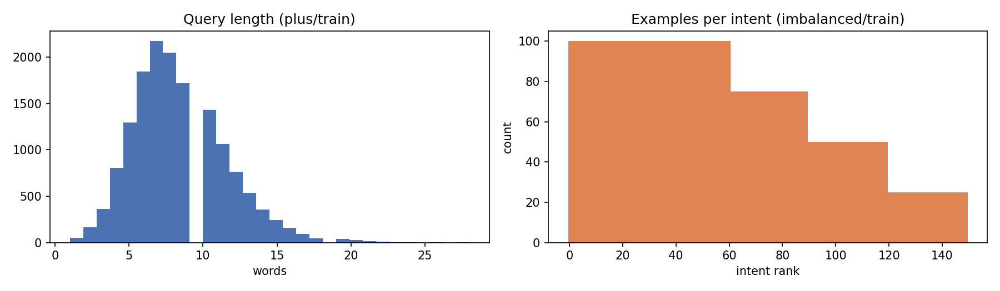 Query length (plus/train)
2000
1500
1000
500
0
0 5 10 15 20 25
words
Examples per intent (imbalanced/train)
count
100
80
60
40
20
0
0 20 40 60 80 100 120 140
intent rank